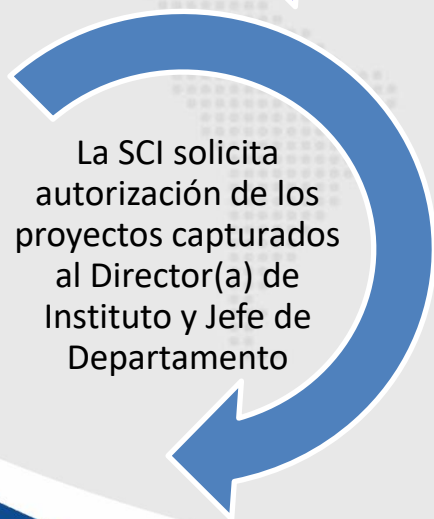 La SCI solicita
autorización de los
proyectos capturados
al Director(a) de
Instituto y Jefe de
Departamento